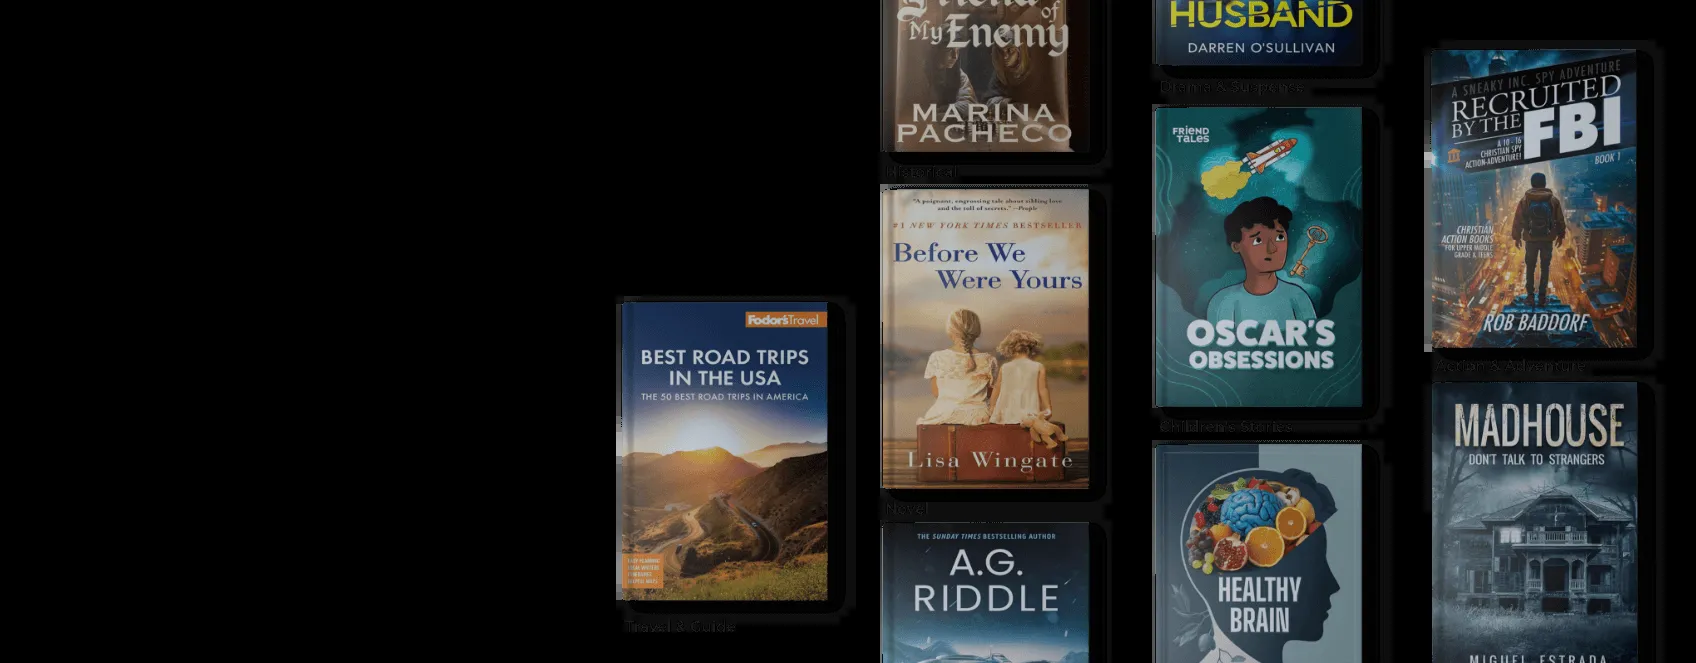 Friend
of
My Enemy
MARINA
PACHECO
Historical
"A poignant, engrossing tale about sibling love
and the toll of secrets." —People
#1 NEW YORK TIMES BESTSELLER
Before We
Were Yours
Lisa Wingate
Novel
THE SUNDAY TIMES BESTSELLING AUTHOR
A.G.
RIDDLE
Fodor's Travel
BEST ROAD TRIPS
IN THE USA
THE 50 BEST ROAD TRIPS IN AMERICA
Travel & Guide
HUSBAND
DARREN O'SULLIVAN
Drama & Suspense
FRIEND
TALES
OSCAR'S
OBSESSIONS
Children's Stories
HEALTHY
BRAIN
A SNEAKY INC. SPY ADVENTURE
RECRUITED
BY THE FBI
A 10-16
CHRISTIAN SPY
ACTION-ADVENTURE!
BOOK 1
CHRISTIAN
ACTION BOOKS
FOR UPPER MIDDLE
GRADE & TEENS
ROB BADDORF
Action & Adventure
MADHOUSE
DON'T TALK TO STRANGERS
MIGUEL ESTRADA